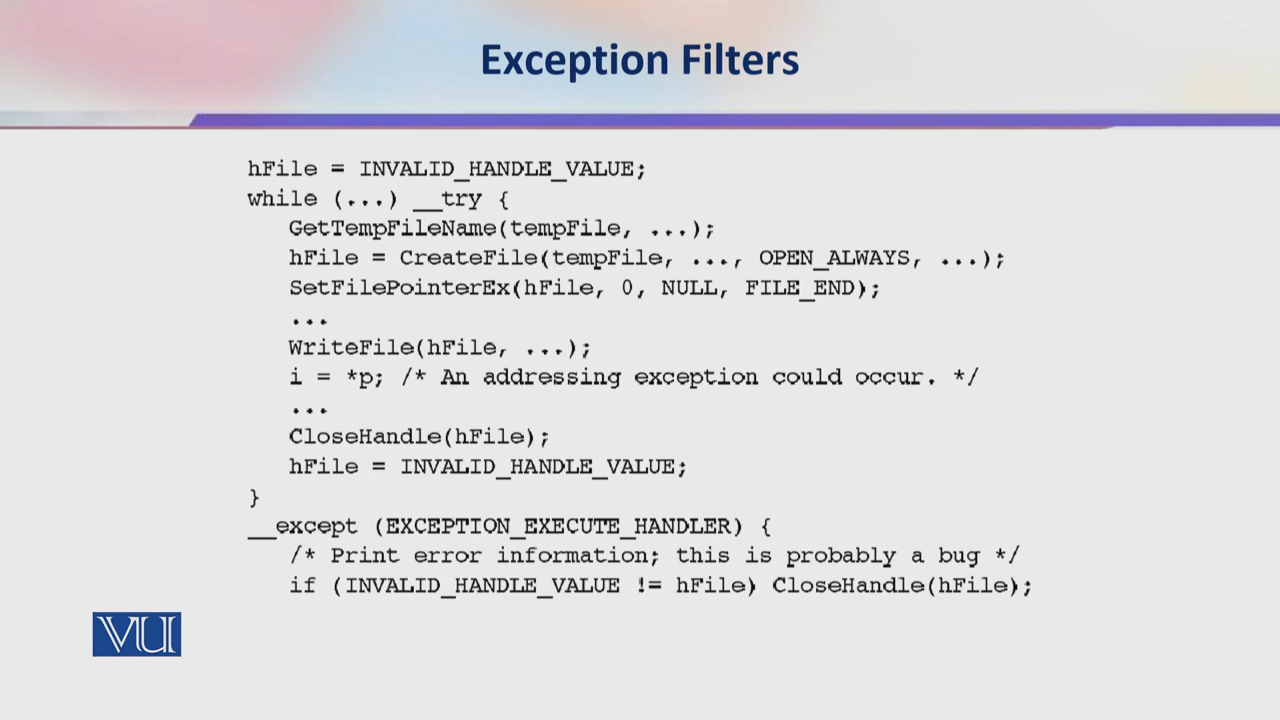 Exception Filters
hFile = INVALID_HANDLE_VALUE;
while (...) __try {
GetTempFileName(tempFile, ...);
hFile = CreateFile(tempFile, ..., OPEN_ALWAYS, ...);
SetFilePointerEx(hFile, 0, NULL, FILE_END);
...
WriteFile(hFile, ...);
i = *p; /* An addressing exception could occur. */
...
CloseHandle(hFile);
hFile = INVALID_HANDLE_VALUE;
}
__except (EXCEPTION_EXECUTE_HANDLER) {
/* Print error information; this is probably a bug */
if (INVALID_HANDLE_VALUE != hFile) CloseHandle(hFile);
VU